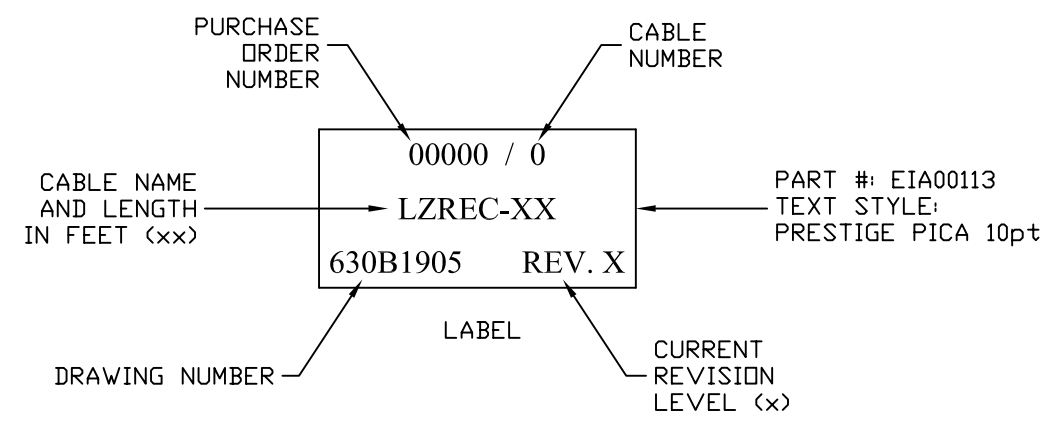 PURCHASE
ORDER
NUMBER
CABLE
NUMBER
00000 / 0
CABLE NAME
AND LENGTH
IN FEET (xx)
LZREC-XX
PART #: EIA00113
TEXT STYLE:
PRESTIGE PICA 10pt
630B1905 REV. X
LABEL
DRAWING NUMBER
CURRENT
REVISION
LEVEL (x)